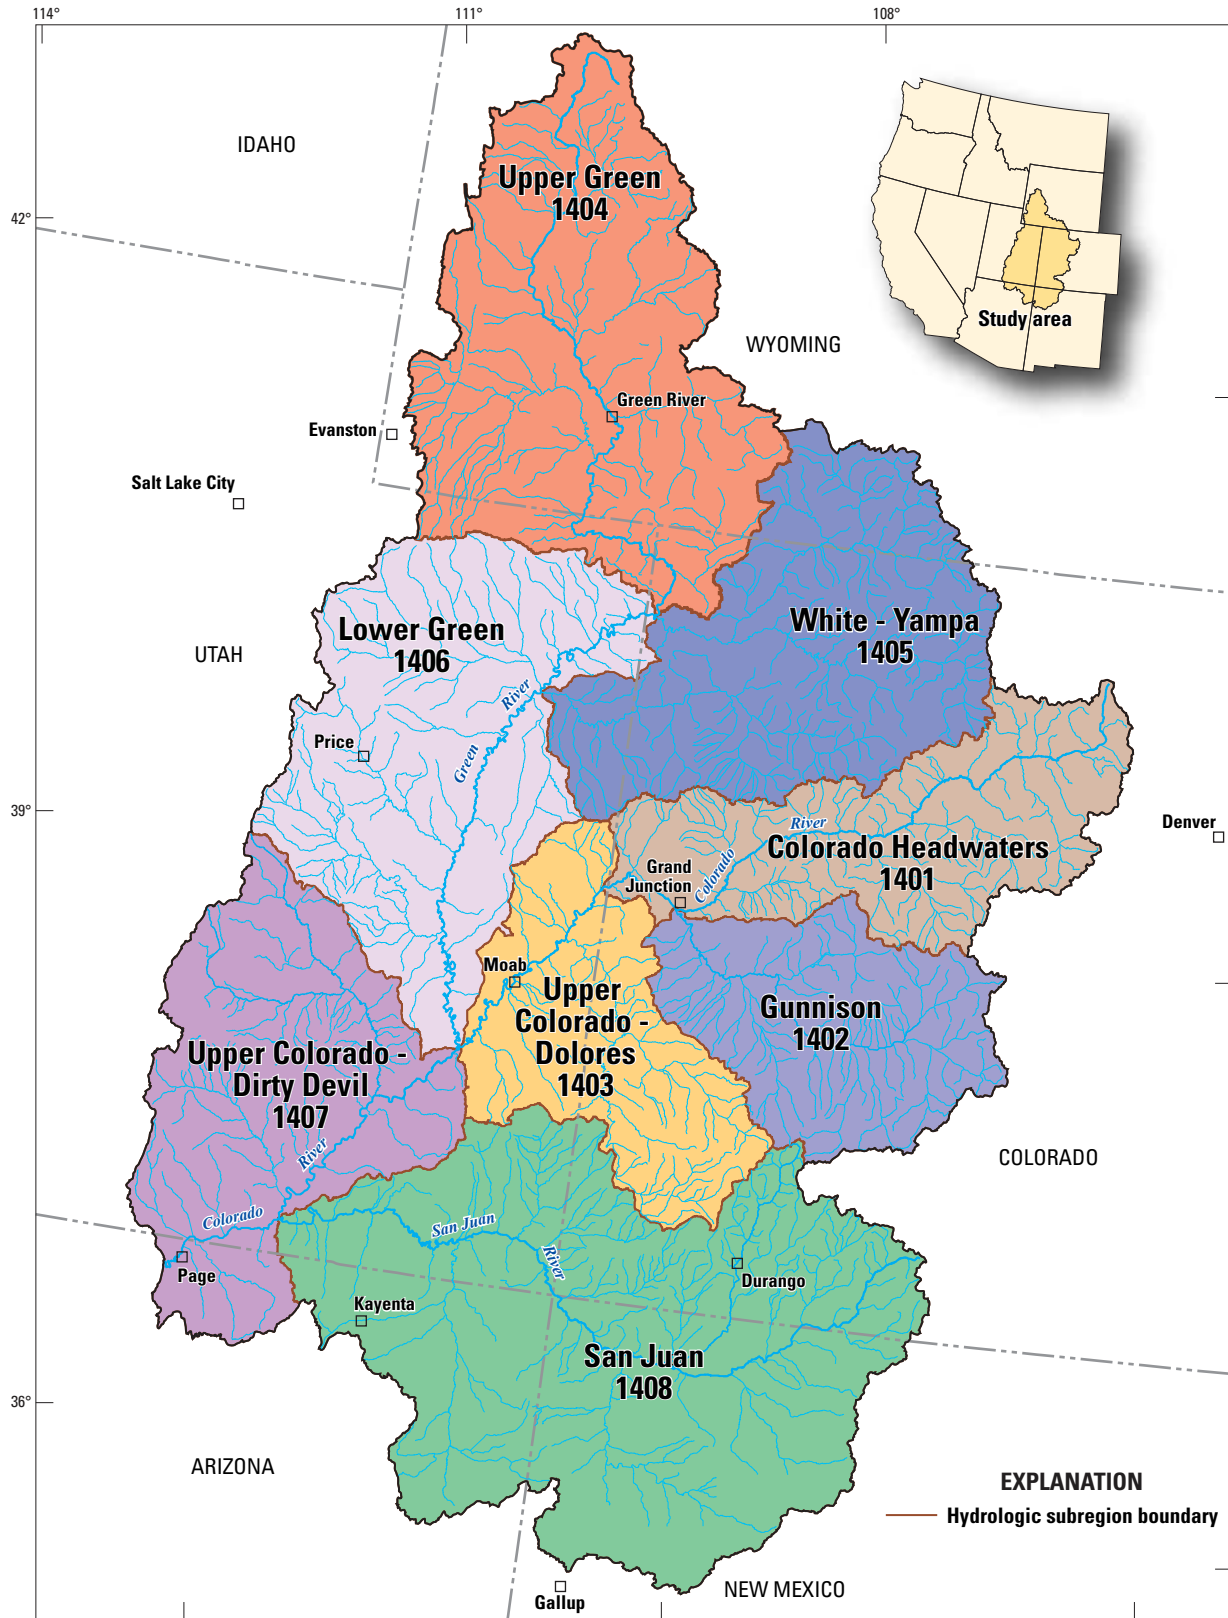 114°
111°
108°
IDAHO
Upper Green
1404
42°
Study area
WYOMING
Green River
Evanston
Salt Lake City
White - Yampa
1405
Lower Green
1406
UTAH
River
Price
Green
39°
River
Denver
Colorado Headwaters
1401
Grand
Junction
Colorado
Moab
Upper
Colorado -
Dolores
1403
Gunnison
1402
Upper Colorado -
Dirty Devil
1407
River
COLORADO
Colorado
San Juan
River
Page
Durango
Kayenta
San Juan
1408
36°
ARIZONA
EXPLANATION
Hydrologic subregion boundary
NEW MEXICO
Gallup